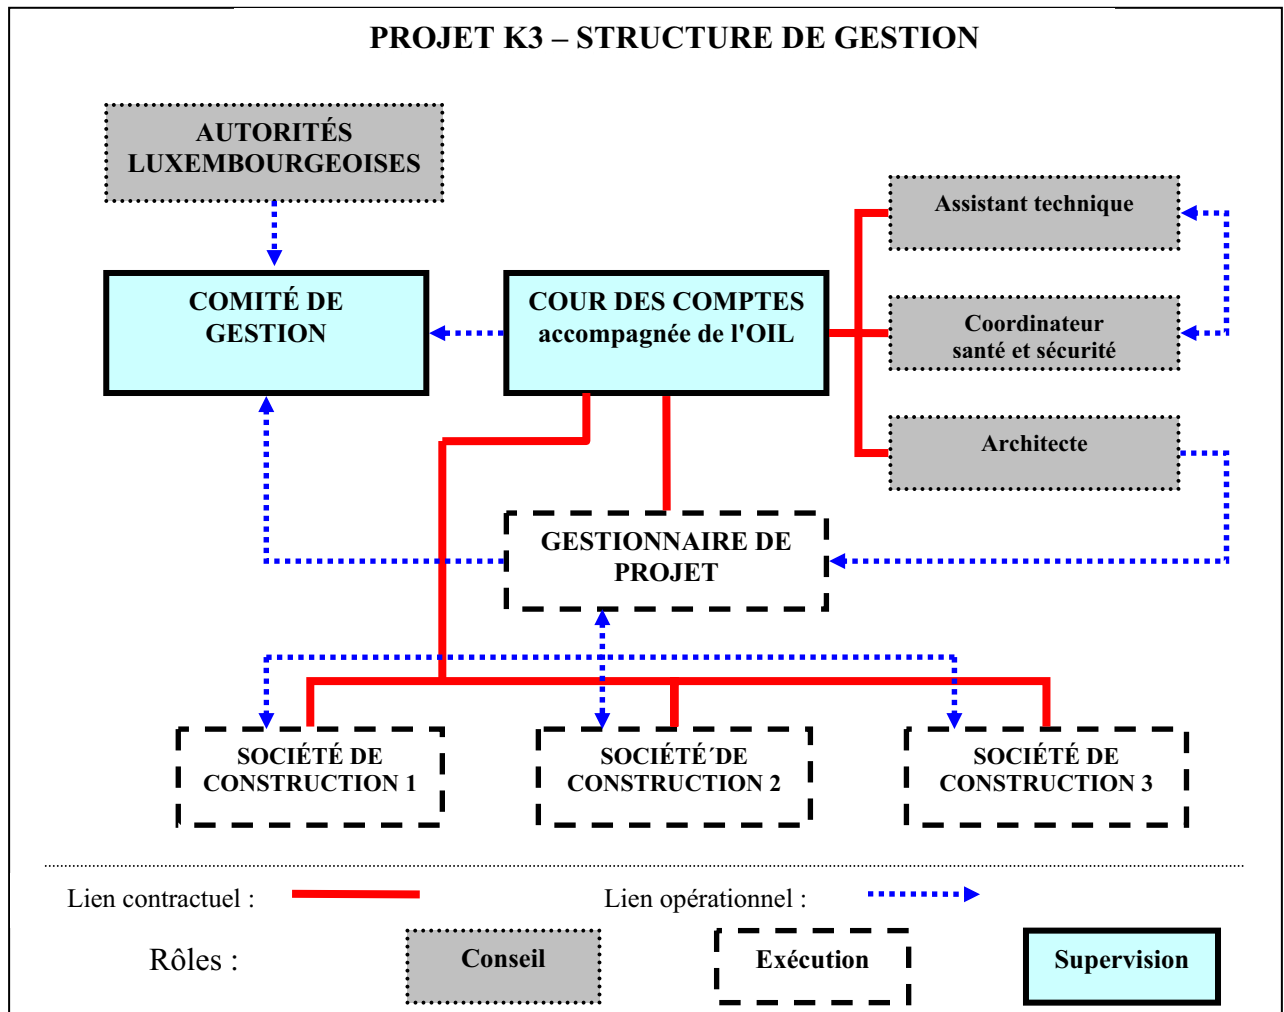 PROJET K3 – STRUCTURE DE GESTION
AUTORITÉS
LUXEMBOURGEOISES
Assistant technique
COMITÉ DE
GESTION
COUR DES COMPTES
accompagnée de l'OIL
Coordinateur
santé et sécurité
Architecte
GESTIONNAIRE DE
PROJET
SOCIÉTÉ DE
CONSTRUCTION 1
SOCIÉTÉ´DE
CONSTRUCTION 2
SOCIÉTÉ DE
CONSTRUCTION 3
Lien contractuel :
Lien opérationnel :
Rôles :
Conseil
Exécution
Supervision